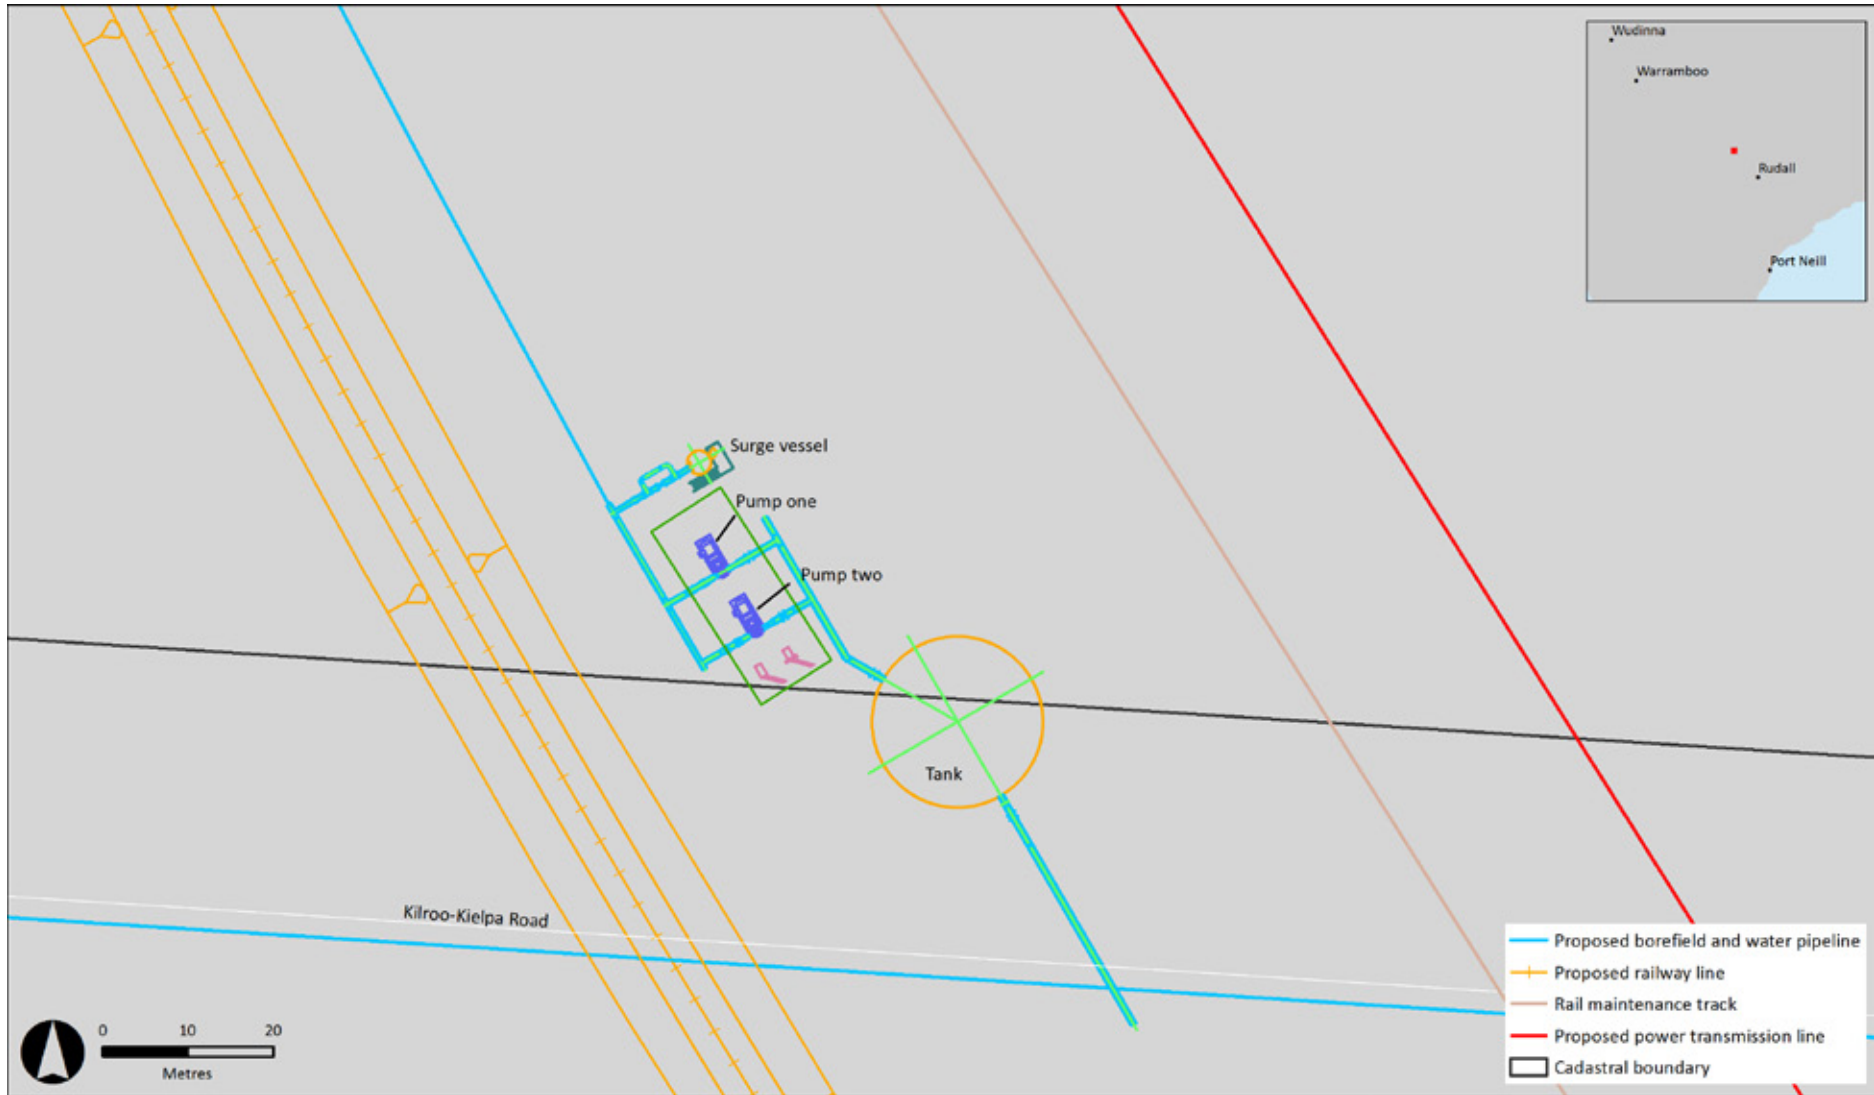 Wudinna
Warramboo
Rudall
Port Neill
Surge vessel
Pump one
Pump two
Tank
Kilroo-Kielpa Road
0 10 20
Metres
Proposed borefield and water pipeline
Proposed railway line
Rail maintenance track
Proposed power transmission line
Cadastral boundary